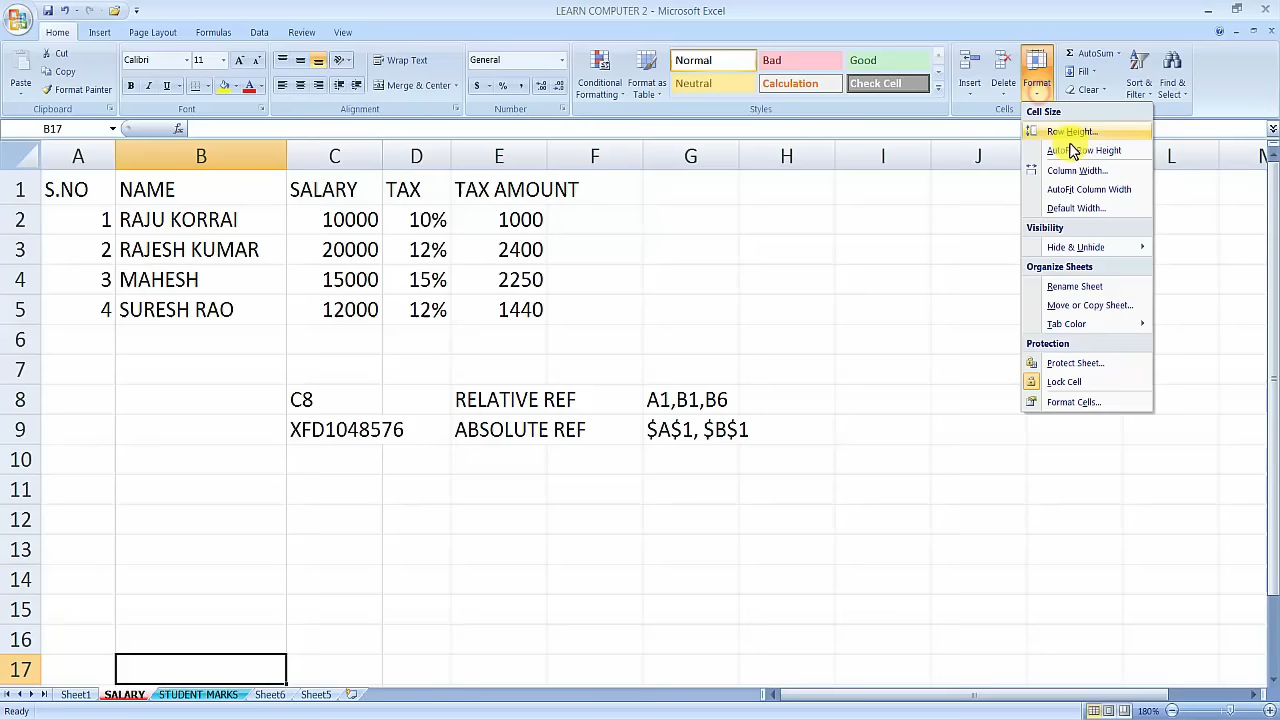 LEARN COMPUTER 2 - Microsoft Excel
Home Insert Page Layout Formulas Data Review View
Paste
Cut
Copy
Format Painter
Clipboard
Calibri 11
B I U
Font
Wrap Text
Merge & Center
Alignment
General
$ % ,
Number
Conditional Formatting
Format as Table
Normal Bad Good
Neutral Calculation Check Cell
Styles
Insert Delete Format
Cells
AutoSum
Fill
Clear
Sort & Filter
Find & Select
Cell Size
Row Height...
AutoFit Row Height
Column Width...
AutoFit Column Width
Default Width...
Visibility
Hide & Unhide
Organize Sheets
Rename Sheet
Move or Copy Sheet...
Tab Color
Protection
Protect Sheet...
Lock Cell
Format Cells...
B17 fx
A B C D E F G H I J L M
1 S.NO NAME SALARY TAX TAX AMOUNT
2 1 RAJU KORRAI 10000 10% 1000
3 2 RAJESH KUMAR 20000 12% 2400
4 3 MAHESH 15000 15% 2250
5 4 SURESH RAO 12000 12% 1440
6
7
8 C8 RELATIVE REF A1,B1,B6
9 XFD1048576 ABSOLUTE REF $A$1, $B$1
10
11
12
13
14
15
16
17
Sheet1 SALARY STUDENT MARKS Sheet6 Sheet5
Ready 180%